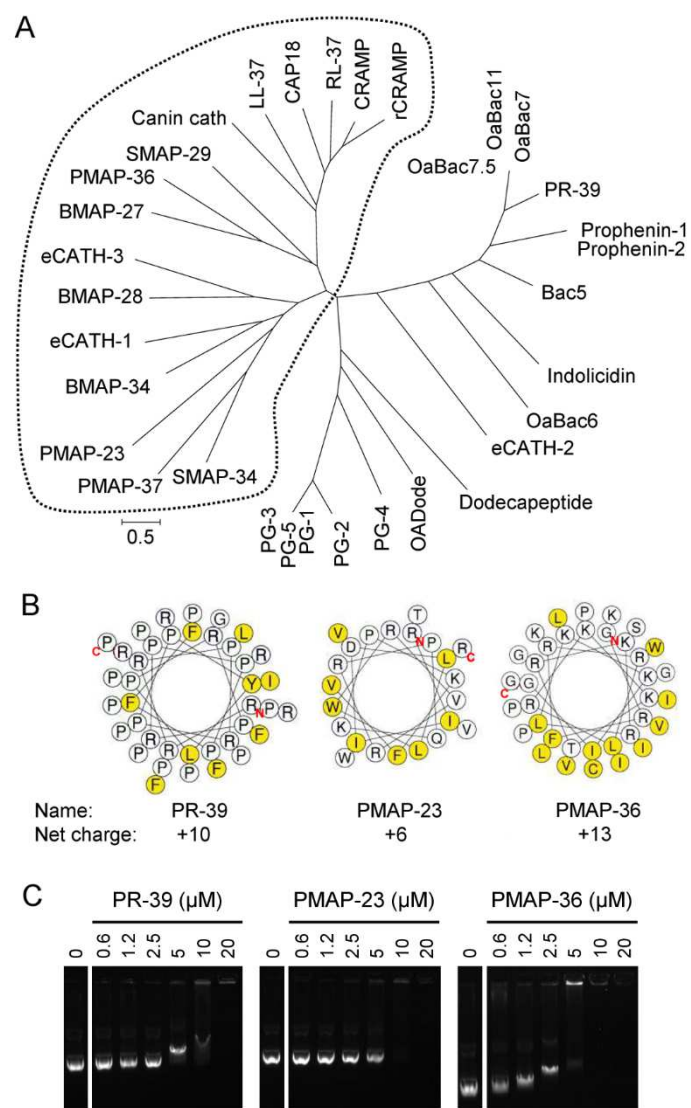 A
LL-37
CAP18
RL-37
CRAMP
rCRAMP
Canin cath
SMAP-29
PMAP-36
BMAP-27
eCATH-3
BMAP-28
eCATH-1
BMAP-34
PMAP-23
PMAP-37
SMAP-34
OaBac11
OaBac7
OaBac7.5
PR-39
Prophenin-1
Prophenin-2
Bac5
Indolicidin
OaBac6
eCATH-2
Dodecapeptide
OADode
PG-4
PG-2
PG-1
PG-5
PG-3
0.5
B
Name: PR-39 PMAP-23 PMAP-36
Net charge: +10 +6 +13
C
PR-39 (µM) PMAP-23 (µM) PMAP-36 (µM)
0 0.6 1.2 2.5 5 10 20 0 0.6 1.2 2.5 5 10 20 0 0.6 1.2 2.5 5 10 20